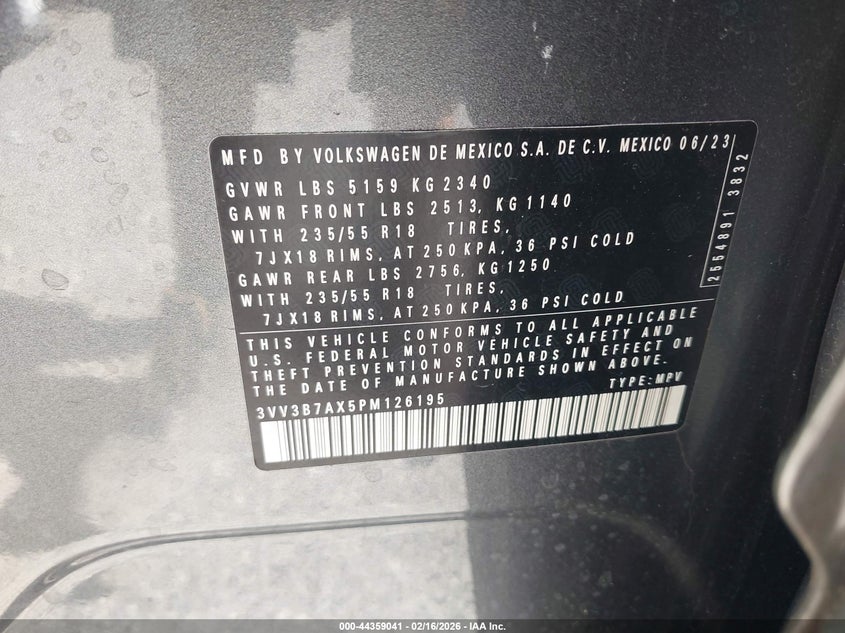 MFD BY VOLKSWAGEN DE MEXICO S.A. DE C.V. MEXICO 06/23
GVWR LBS 5159 KG 2340
GAWR FRONT LBS 2513, KG 1140
WITH 235/55 R18 TIRES,
7JX18 RIMS, AT 250 KPA, 36 PSI COLD
GAWR REAR LBS 2756, KG 1250
WITH 235/55 R18 TIRES,
7JX18 RIMS, AT 250 KPA, 36 PSI COLD
THIS VEHICLE CONFORMS TO ALL APPLICABLE
U.S. FEDERAL MOTOR VEHICLE SAFETY AND
THEFT PREVENTION STANDARDS IN EFFECT ON
THE DATE OF MANUFACTURE SHOWN ABOVE.
TYPE: MPV
3VV3B7AX5PM126195
2554891 3832
000-44359041 - 02/16/2026 - IAA Inc.